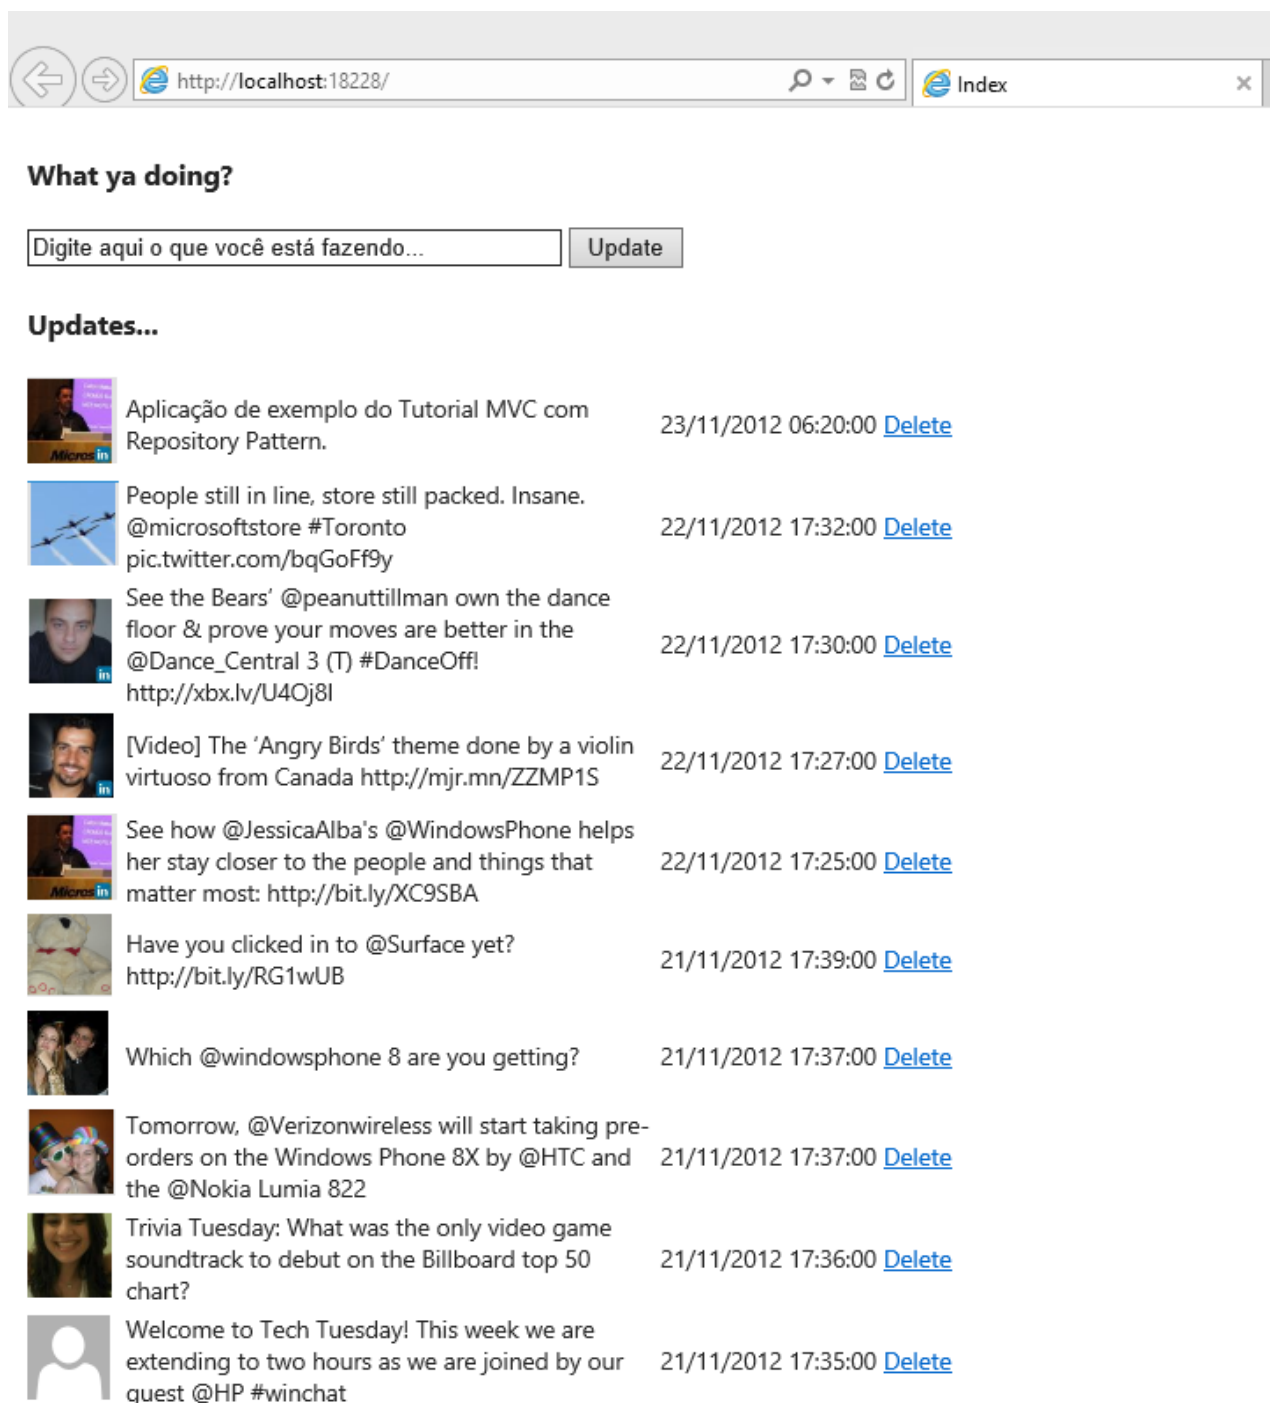 http://localhost:18228/
Index
What ya doing?
Digite aqui o que você está fazendo...
Update
Updates...
Aplicação de exemplo do Tutorial MVC com
Repository Pattern.
23/11/2012 06:20:00 Delete
People still in line, store still packed. Insane.
@microsoftstore #Toronto
pic.twitter.com/bqGoFf9y
22/11/2012 17:32:00 Delete
See the Bears’ @peanuttillman own the dance
floor & prove your moves are better in the
@Dance_Central 3 (T) #DanceOff!
http://xbx.lv/U4Oj8I
22/11/2012 17:30:00 Delete
[Video] The ‘Angry Birds’ theme done by a violin
virtuoso from Canada http://mjr.mn/ZZMP1S
22/11/2012 17:27:00 Delete
See how @JessicaAlba's @WindowsPhone helps
her stay closer to the people and things that
matter most: http://bit.ly/XC9SBA
22/11/2012 17:25:00 Delete
Have you clicked in to @Surface yet?
http://bit.ly/RG1wUB
21/11/2012 17:39:00 Delete
Which @windowsphone 8 are you getting?
21/11/2012 17:37:00 Delete
Tomorrow, @Verizonwireless will start taking pre-
orders on the Windows Phone 8X by @HTC and
the @Nokia Lumia 822
21/11/2012 17:37:00 Delete
Trivia Tuesday: What was the only video game
soundtrack to debut on the Billboard top 50
chart?
21/11/2012 17:36:00 Delete
Welcome to Tech Tuesday! This week we are
extending to two hours as we are joined by our
guest @HP #winchat
21/11/2012 17:35:00 Delete